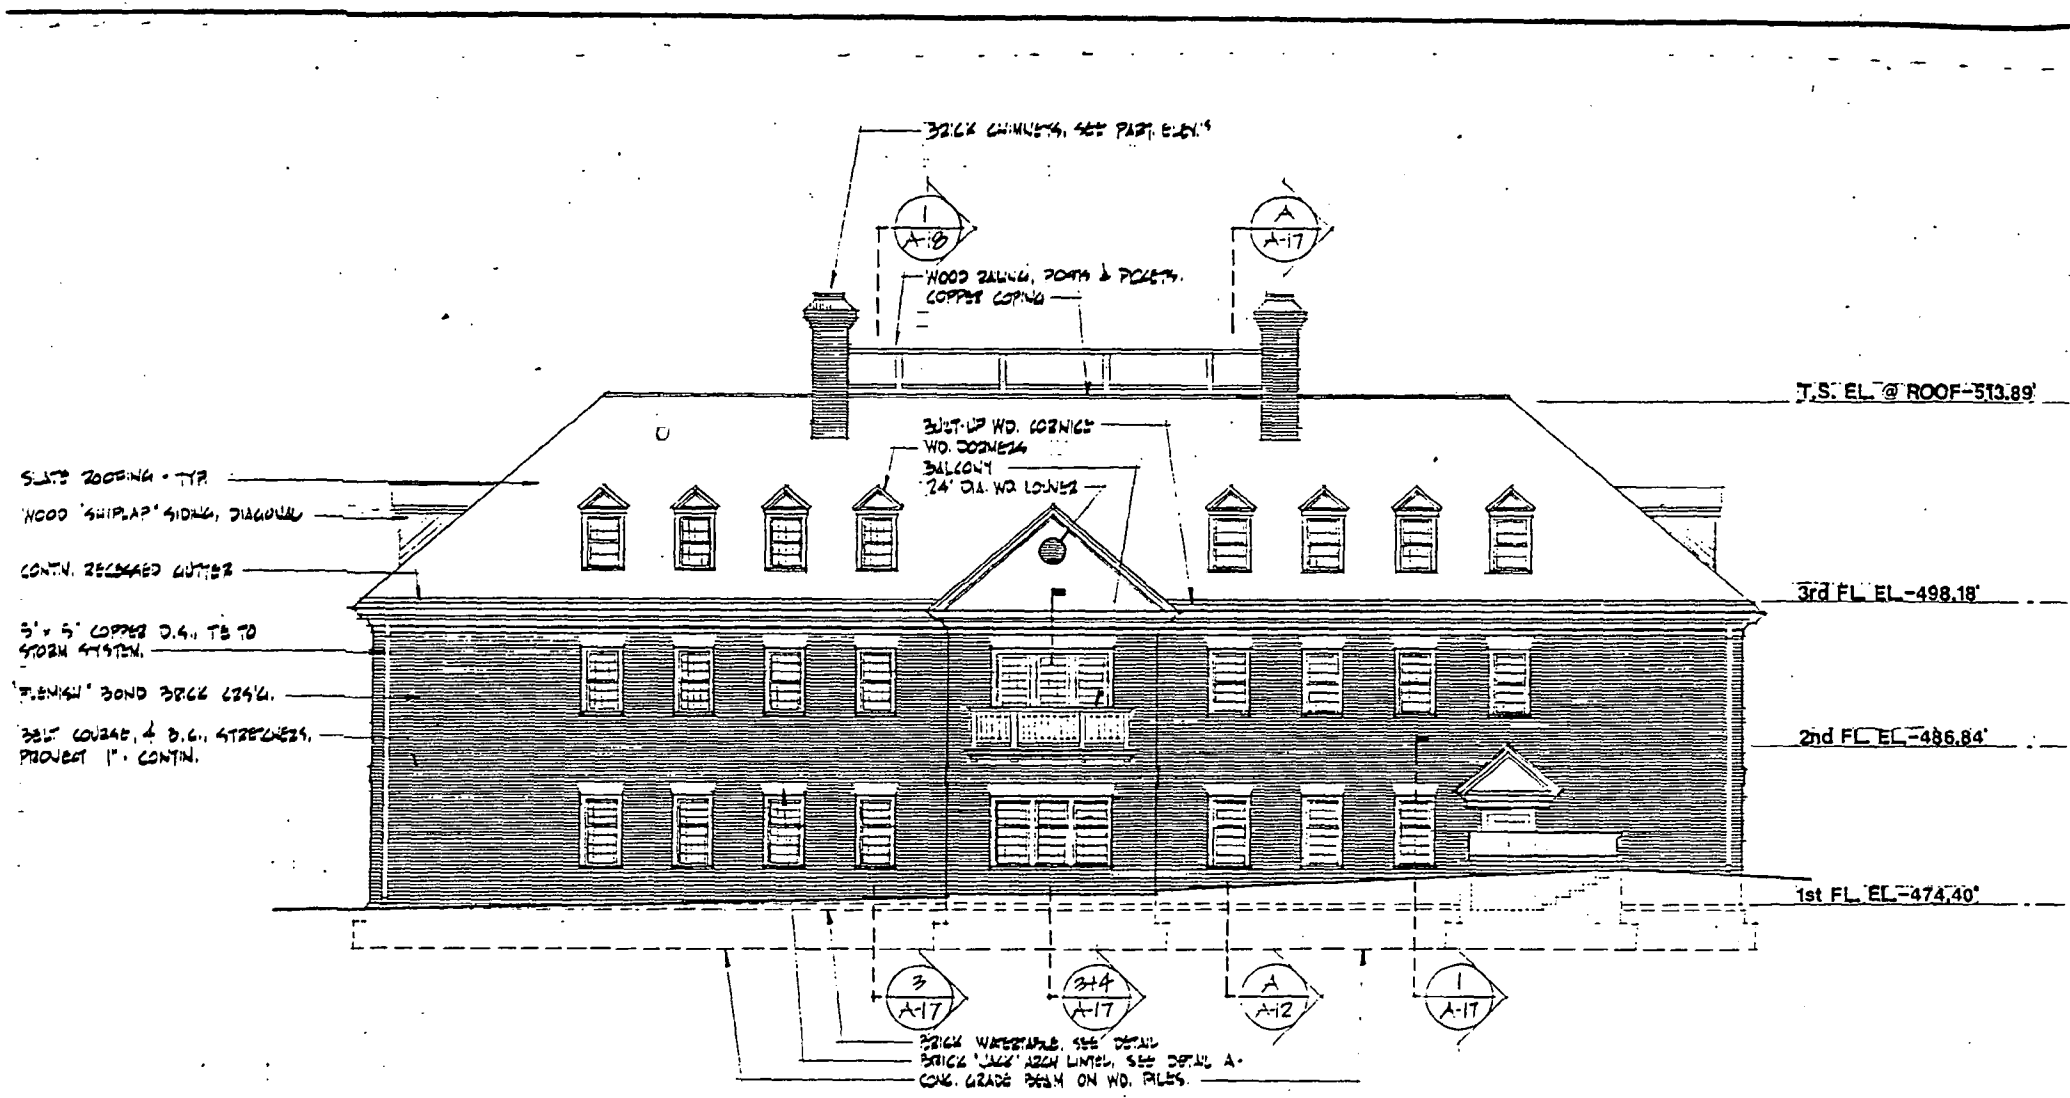 BRICK CHIMNEYS, SEE PART. ELEV'S
1
A-18
A
A-17
WOOD RAILING, POSTS & PICKETS.
COPPER COPING
T.S. EL. @ ROOF-513.89'
BUILT-UP WD. CORNICE
WD. DORMERS
BALCONY
24" DIA. WD. LOUVER
SLATE ROOFING - TYP.
WOOD "SHIPLAP" SIDING, DIAGONAL
CONTIN. RECESSED GUTTER
3rd FL. EL.-498.18'
5" x 5" COPPER D.S., TIE TO
STORM SYSTEM.
"FLEMISH" BOND BRICK CRS'G.
BELT COURSE, 4 B.C., STRETCHERS,
PROJECT 1" - CONTIN.
2nd FL. EL.-486.84'
1st FL. EL.-474.40'
3
A-17
3+4
A-17
A
A-12
1
A-17
BRICK WATERTABLE, SEE DETAIL
BRICK "JACK" ARCH LINTEL, SEE DETAIL A-
CONC. GRADE BEAM ON WD. PILES.